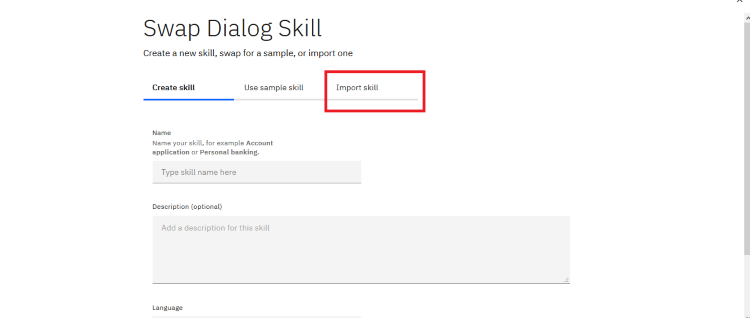 Swap Dialog Skill
Create a new skill, swap for a sample, or import one
Create skill Use sample skill Import skill
Name
Name your skill, for example Account
application or Personal banking.
Type skill name here
Description (optional)
Add a description for this skill
Language